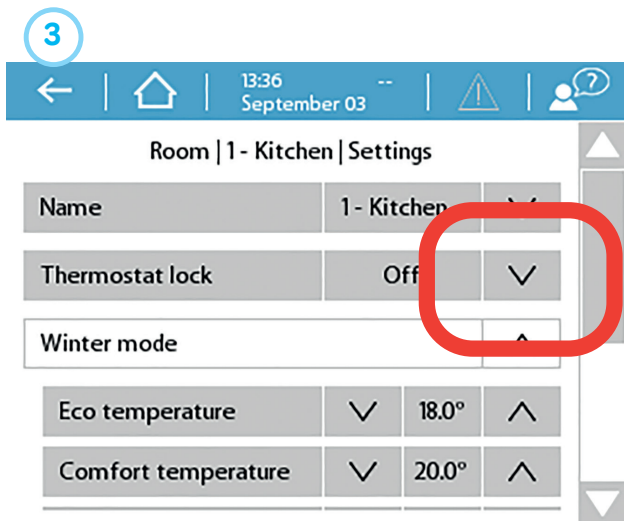 3
13:36 --
September 03
?
Room | 1 - Kitchen | Settings
Name 1 - Kitchen
Thermostat lock Off
Winter mode
Eco temperature 18.0°
Comfort temperature 20.0°